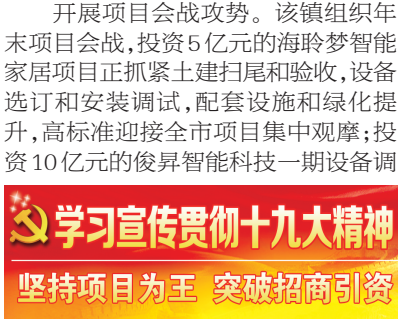 开展项目会战攻势。该镇组织年
末项目会战,投资5亿元的海聆梦智能
家居项目正抓紧土建扫尾和验收,设备
选订和安装调试,配套设施和绿化提
升,高标准迎接全市项目集中观摩;投
资10亿元的俊昇智能科技一期设备调
学习宣传贯彻十九大精神
坚持项目为王 突破招商引资